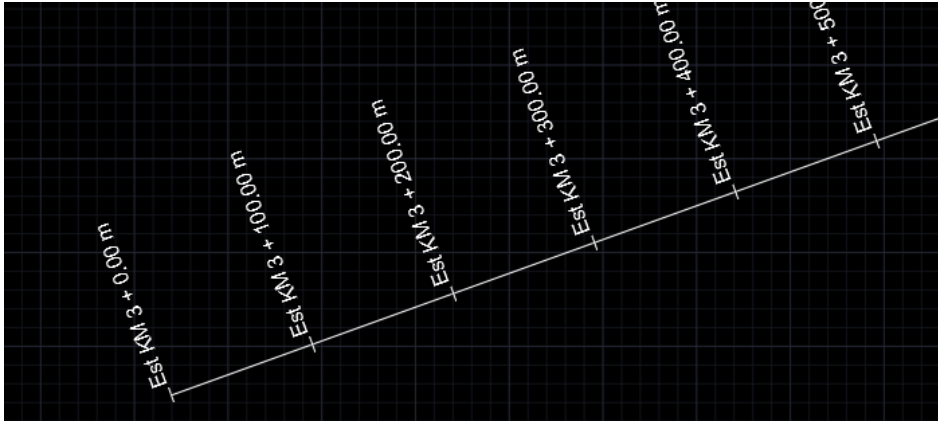 Est KM 3 + 0.00 m
Est KM 3 + 100.00 m
Est KM 3 + 200.00 m
Est KM 3 + 300.00 m
Est KM 3 + 400.00 m
Est KM 3 + 500